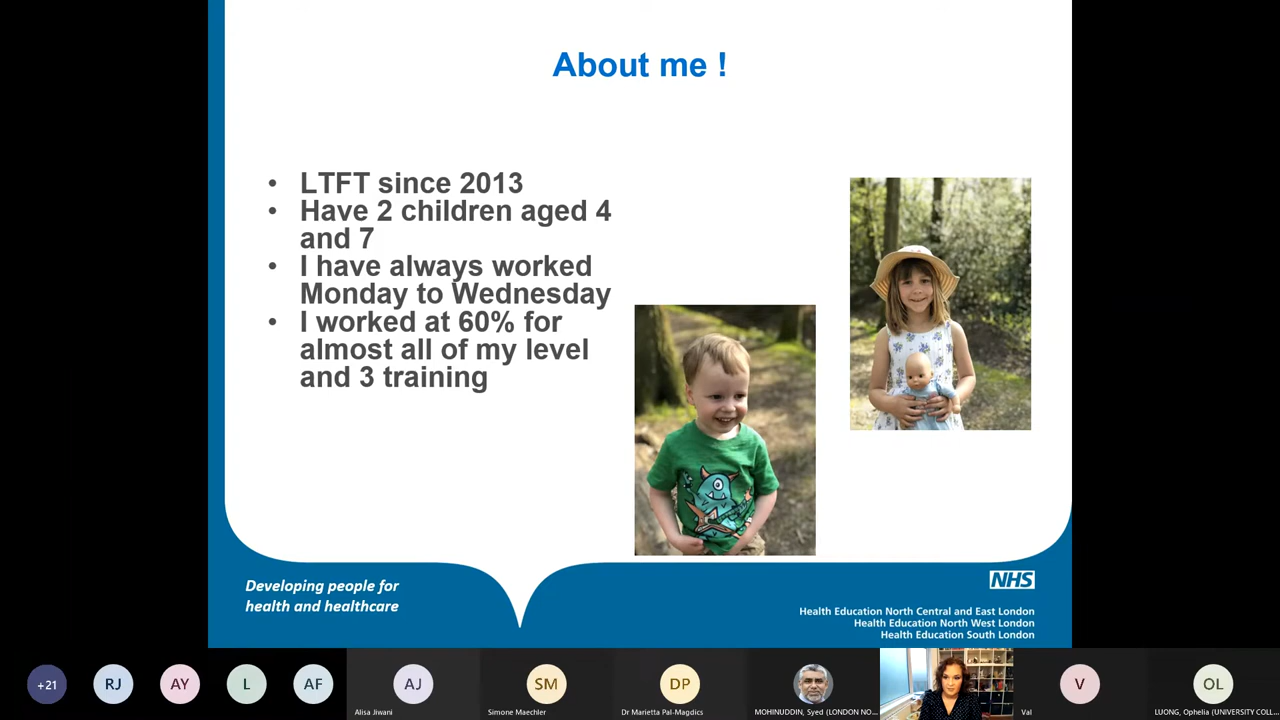 About me !
• LTFT since 2013
• Have 2 children aged 4
and 7
• I have always worked
Monday to Wednesday
• I worked at 60% for
almost all of my level
and 3 training
Developing people for
health and healthcare
NHS
Health Education North Central and East London
Health Education North West London
Health Education South London
+21
RJ
AY
L
AF
AJ
SM
DP
V
OL
Alisa Jiwani
Simone Maechler
Dr Marietta Pal-Magdics
MOHINUDDIN, Syed (LONDON NO...
Val
LUONG, Ophelia (UNIVERSITY COLL...